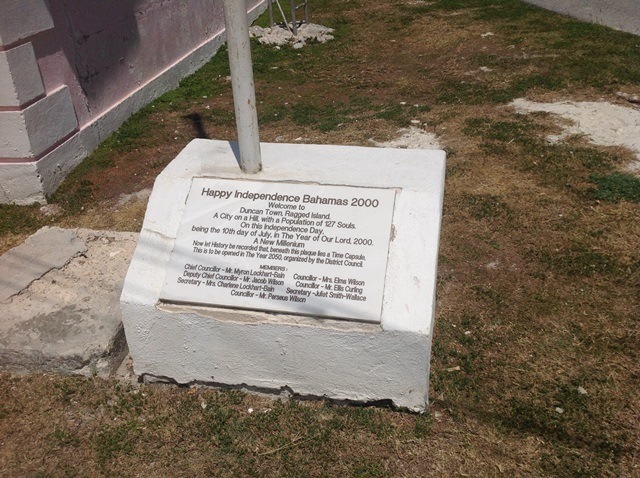 Happy Independence Bahamas 2000
Welcome to
Duncan Town, Ragged Island.
A City on a Hill, with a Population of 127 Souls.
On this Independence Day,
being the 10th day of July, in The Year of Our Lord, 2000.
A New Millenium
Now let History be recorded that, beneath this plaque lies a Time Capsule,
This is to be opened in The Year 2050, organized by the District Council.
MEMBERS :
Chief Councillor - Mr. Myron Lockhart-Bain Councillor - Mrs. Elma Wilson
Deputy Chief Councillor - Mr. Jacob Wilson Councillor - Mr. Ellis Curling
Secretary - Mrs. Charlene Lockhart-Bain Secretary -Juliet Smith-Wallace
Councillor - Mr. Perseus Wilson